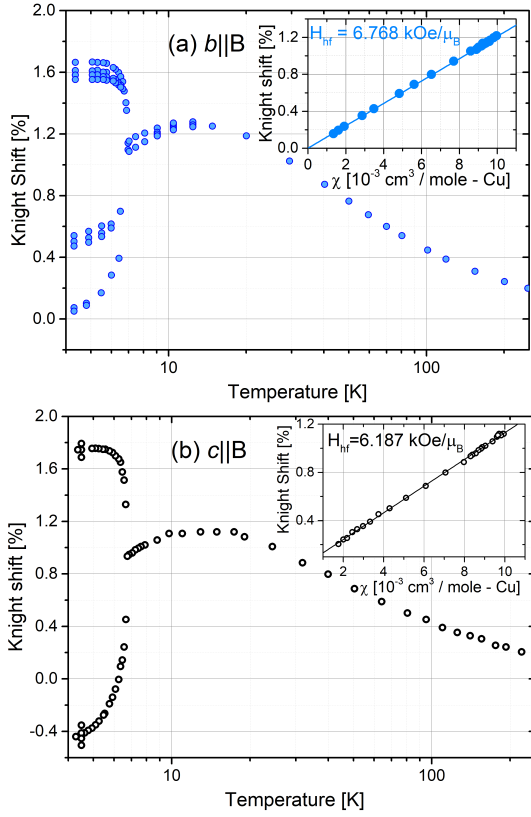 (a) b||B
Knight Shift [%]
2.0
1.6
1.2
0.8
0.4
0.0
10
100
Temperature [K]
H_hf = 6.768 kOe/μ_B
Knight shift [%]
1.2
0.8
0.4
0.0
0 2 4 6 8 10
χ [10⁻³ cm³ / mole - Cu]
(b) c||B
Knight shift [%]
2.0
1.6
1.2
0.8
0.4
0.0
-0.4
10
100
Temperature [K]
H_hf=6.187 kOe/μ_B
Knight Shift [%]
1.2
0.8
0.4
2 4 6 8 10
χ [10⁻³ cm³ / mole - Cu]